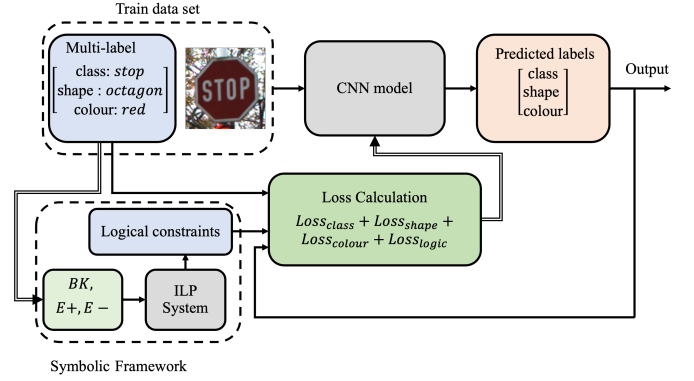 Train data set
Multi-label
class: stop
shape : octagon
colour: red
STOP
CNN model
Predicted labels
class
shape
colour
Output
Loss Calculation
Loss_class + Loss_shape +
Loss_colour + Loss_logic
Logical constraints
BK,
E+, E −
ILP
System
Symbolic Framework